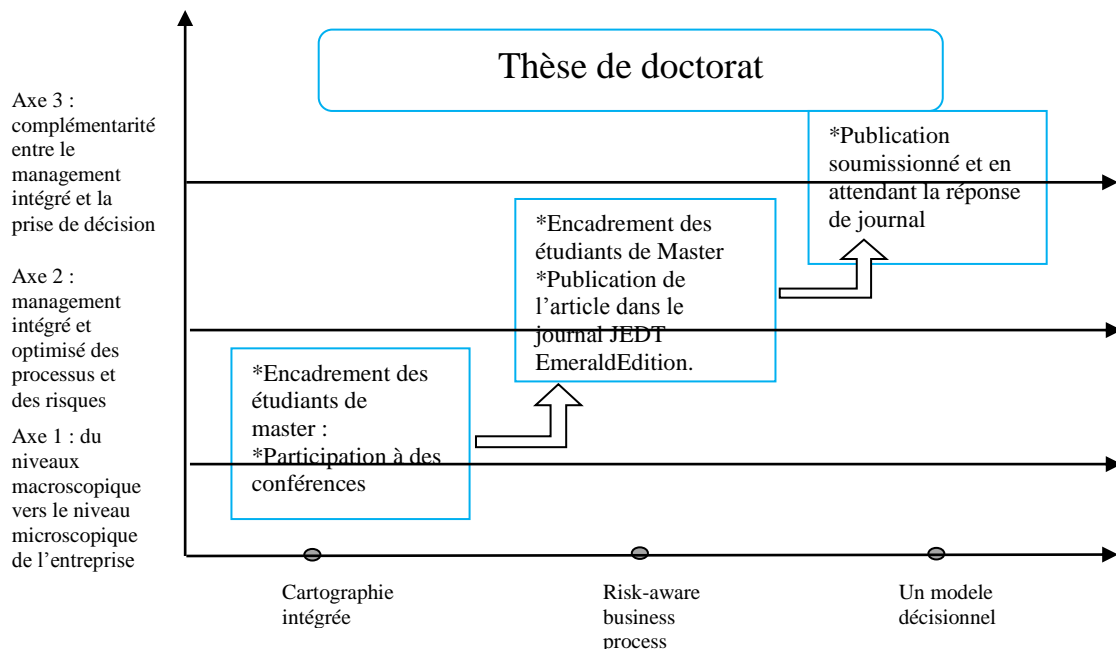 Thèse de doctorat
Axe 3 :
complémentarité
entre le
management
intégré et la
prise de décision
*Publication
soumissionné et en
attendant la réponse
de journal
Axe 2 :
management
intégré et
optimisé des
processus et
des risques
*Encadrement des
étudiants de Master
*Publication de
l’article dans le
journal JEDT
EmeraldEdition.
Axe 1 : du
niveaux
macroscopique
vers le niveau
microscopique
de l’entreprise
*Encadrement des
étudiants de
master :
*Participation à des
conférences
Cartographie
intégrée
Risk-aware
business
process
Un modele
décisionnel